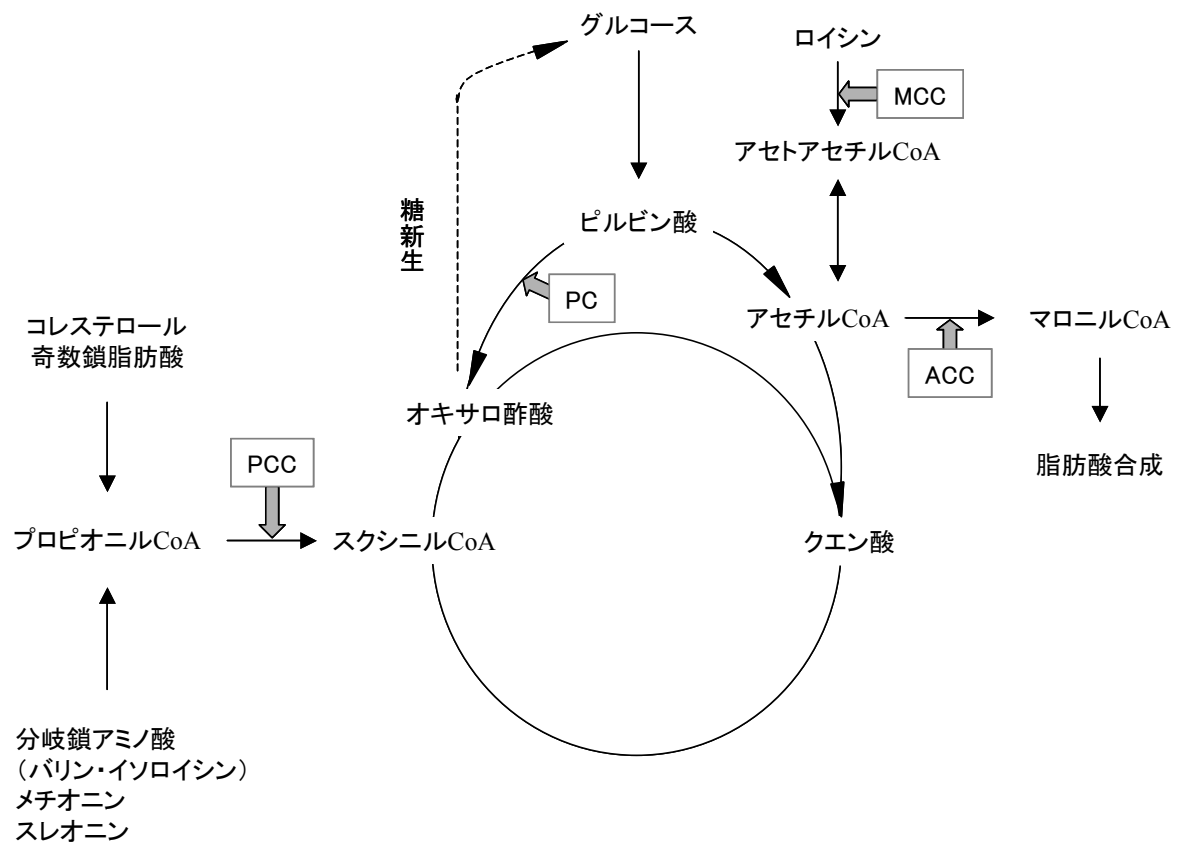 グルコース
ロイシン
MCC
アセトアセチルCoA
糖新生
ピルビン酸
PC
アセチルCoA
マロニルCoA
コレステロール
奇数鎖脂肪酸
ACC
オキサロ酢酸
PCC
脂肪酸合成
プロピオニルCoA
スクシニルCoA
クエン酸
分岐鎖アミノ酸
（バリン・イソロイシン）
メチオニン
スレオニン